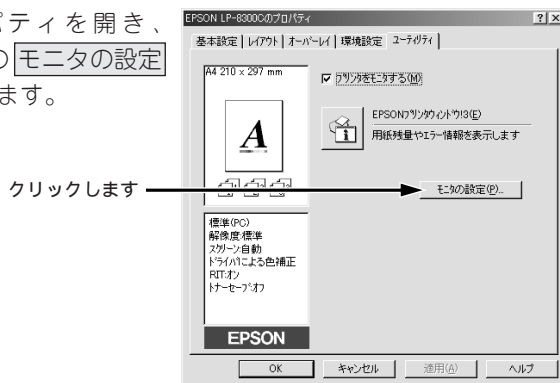 パティを開き、
の モニタの設定
ます。
クリックします
EPSON LP-8300Cのプロパティ
基本設定 レイアウト オーバーレイ 環境設定 ユーティリティ
A4 210 x 297 mm
A
1 2 3
プリンタをモニタする(M)
EPSONプリンタウィンドウ!3(E)
用紙残量やエラー情報を表示します
モニタの設定(P)...
標準(PC)
解像度:標準
スクリーン:自動
ドライバによる色補正
RIT:オン
トナーセーブ:オフ
EPSON
OK キャンセル 適用(A) ヘルプ